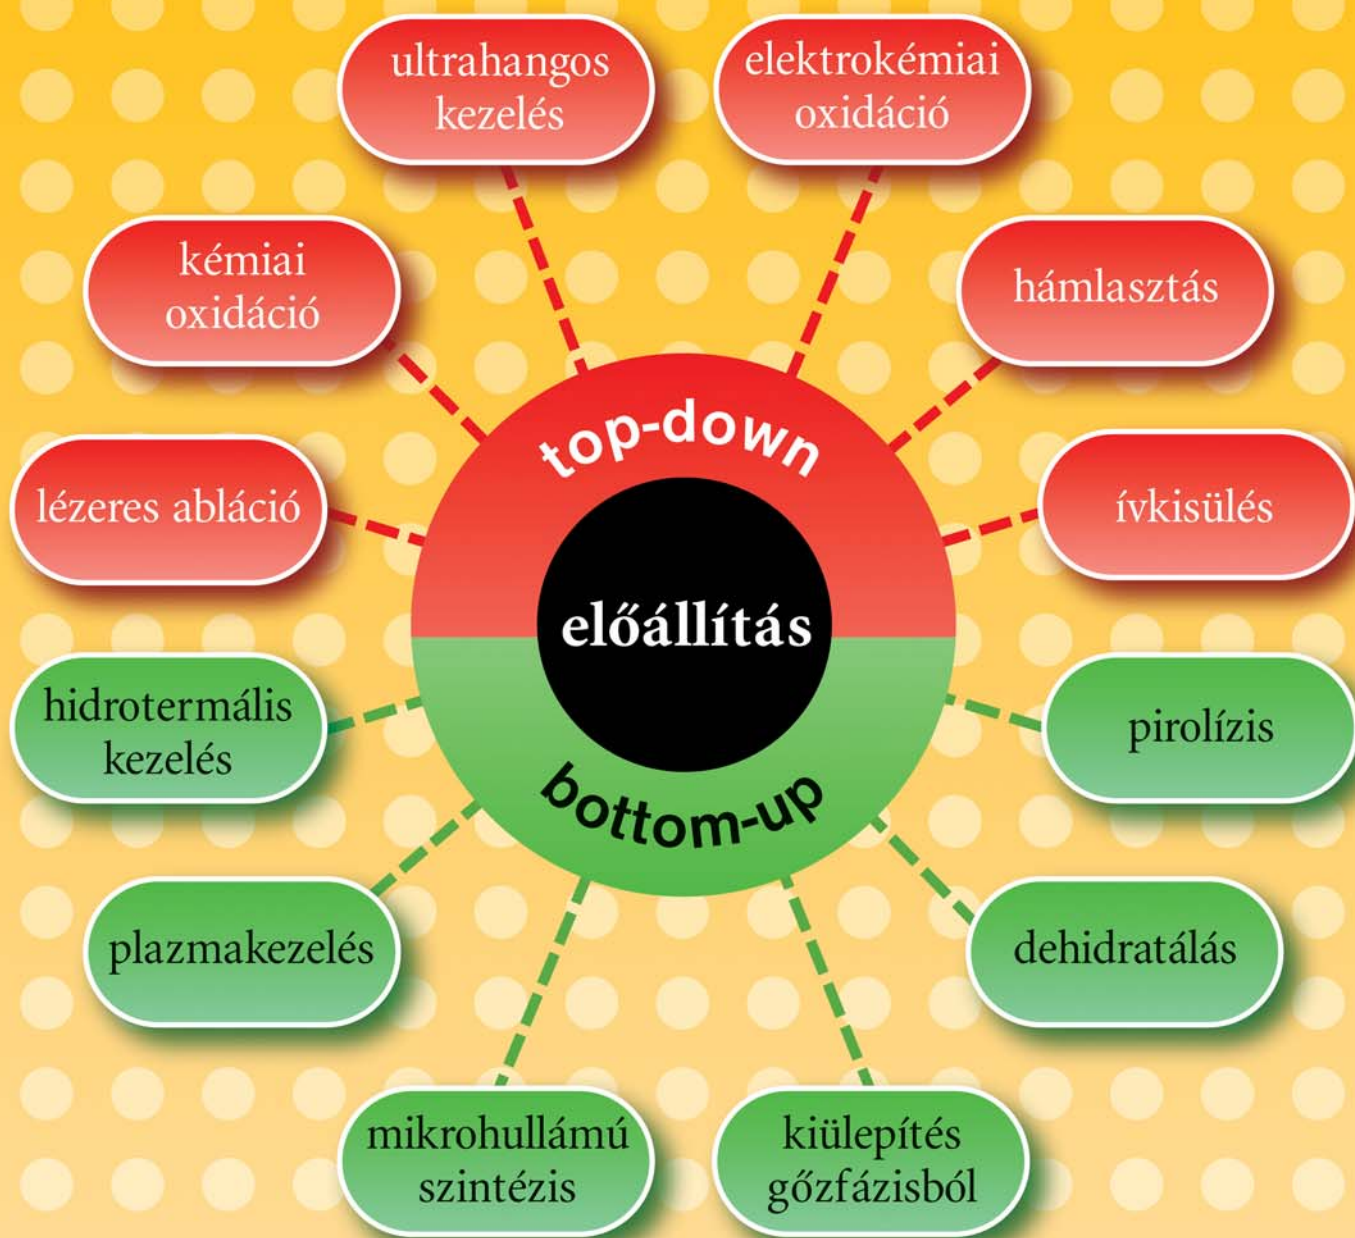 ultrahangos
kezelés
elektrokémiai
oxidáció
kémiai
oxidáció
hámlasztás
lézeres abláció
ívkisülés
top-down
előállítás
bottom-up
hidrotermális
kezelés
pirolízis
plazmakezelés
dehidratálás
mikrohullámú
szintézis
kiülepítés
gőzfázisból